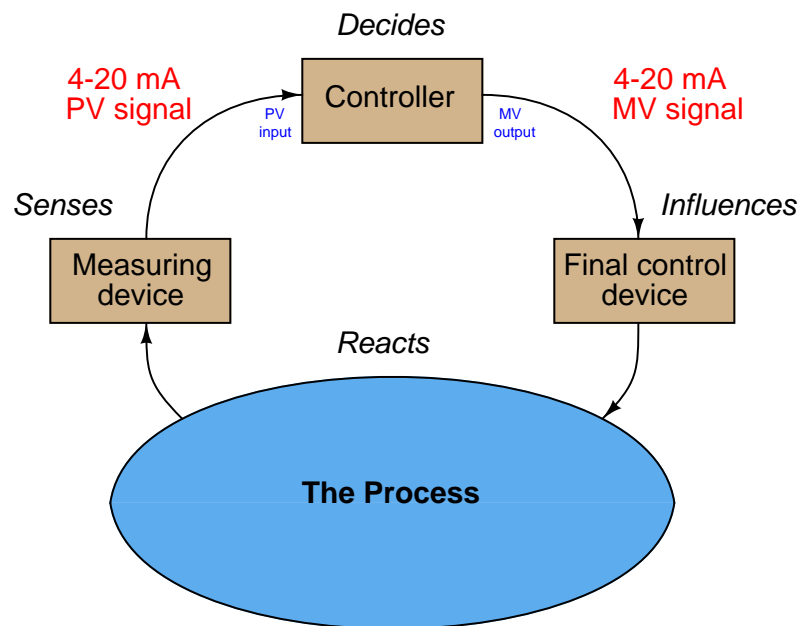 Decides
4-20 mA
PV signal
Controller
4-20 mA
MV signal
PV
input
MV
output
Senses
Influences
Measuring
device
Final control
device
Reacts
The Process